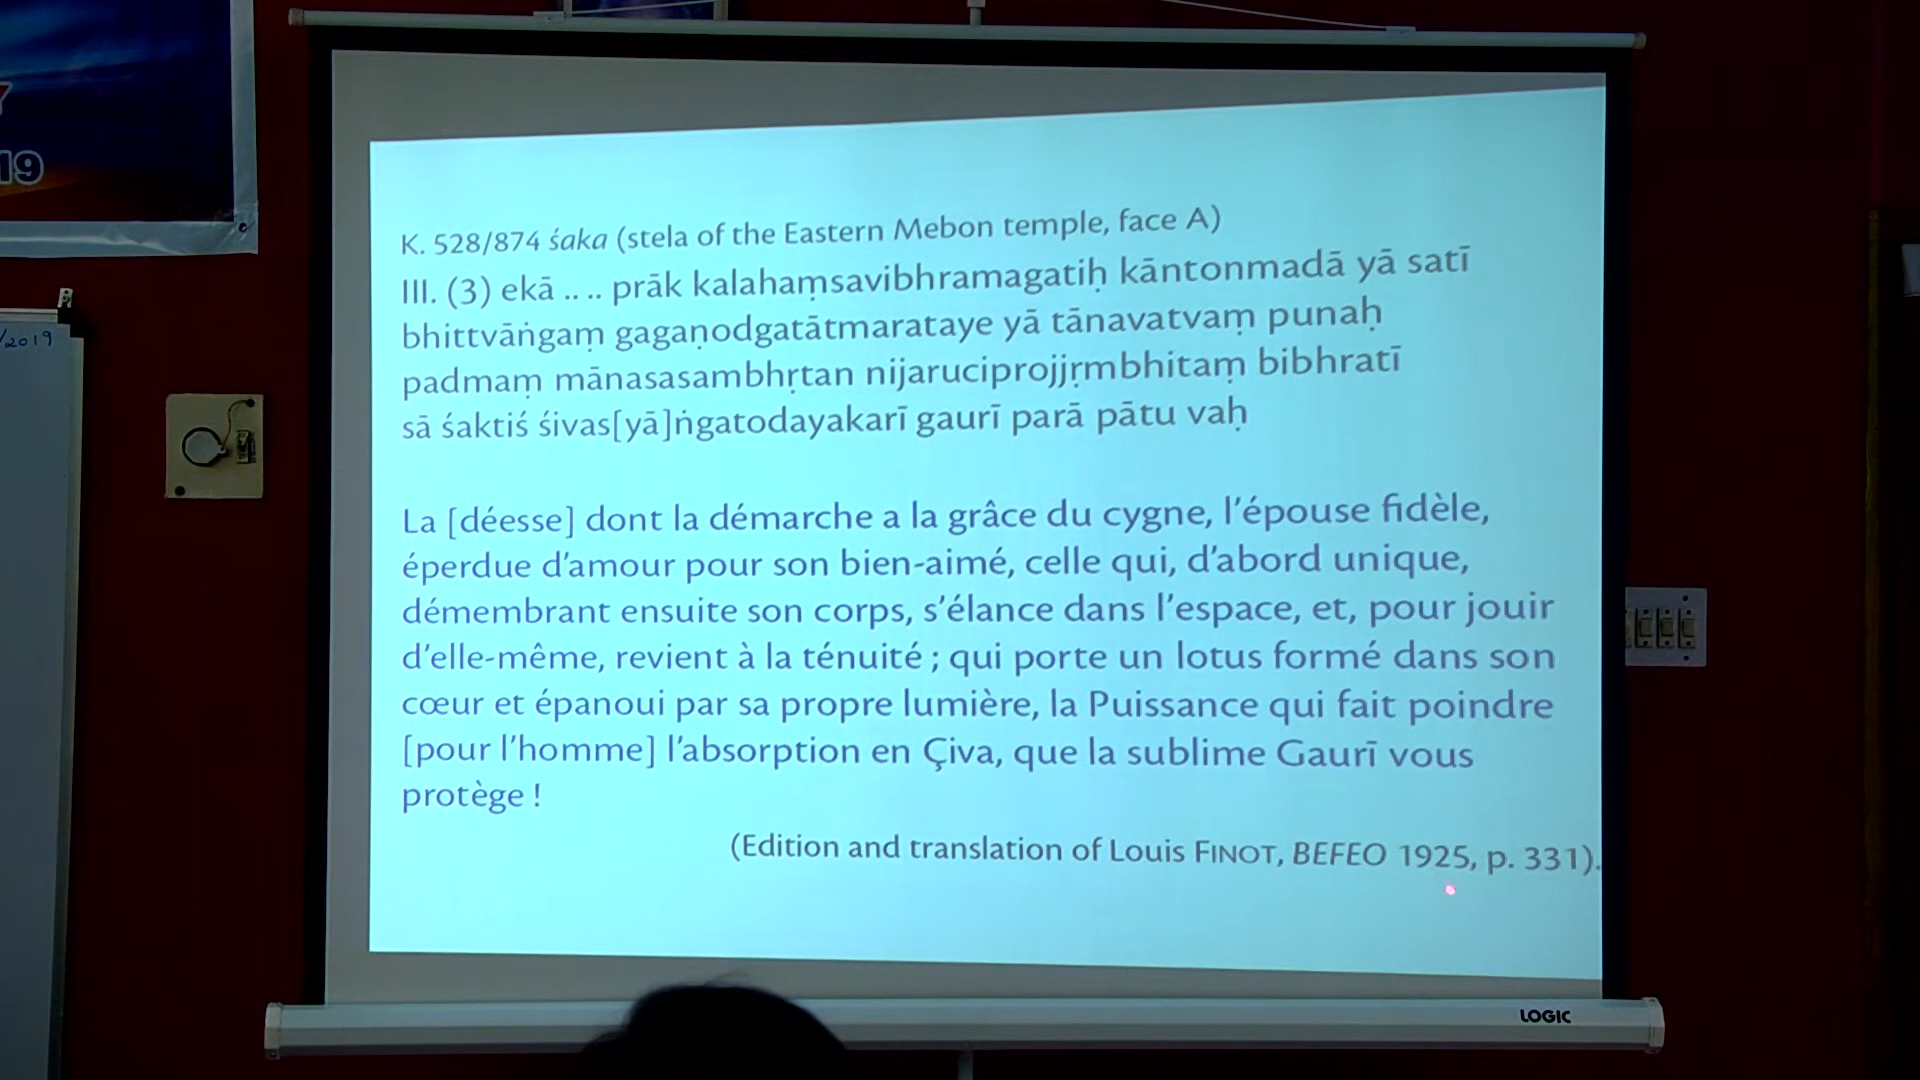 19
/2019
K. 528/874 śaka (stela of the Eastern Mebon temple, face A)
III. (3) ekā .. .. prāk kalahaṃsavibhramagatiḥ kāntonmadā yā satī
bhittvāṅgaṃ gagaṇodgatātmarataye yā tānavatvaṃ punaḥ
padmaṃ mānasasambhṛtan nijaruciprojjṛmbhitaṃ bibhratī
sā śaktiś śivas[yā]ṅgatodayakarī gaurī parā pātu vaḥ
La [déesse] dont la démarche a la grâce du cygne, l’épouse fidèle,
éperdue d’amour pour son bien-aimé, celle qui, d’abord unique,
démembrant ensuite son corps, s’élance dans l’espace, et, pour jouir
d’elle-même, revient à la ténuité ; qui porte un lotus formé dans son
cœur et épanoui par sa propre lumière, la Puissance qui fait poindre
[pour l’homme] l’absorption en Çiva, que la sublime Gaurī vous
protège !
(Edition and translation of Louis FINOT, BEFEO 1925, p. 331).
LOGIC